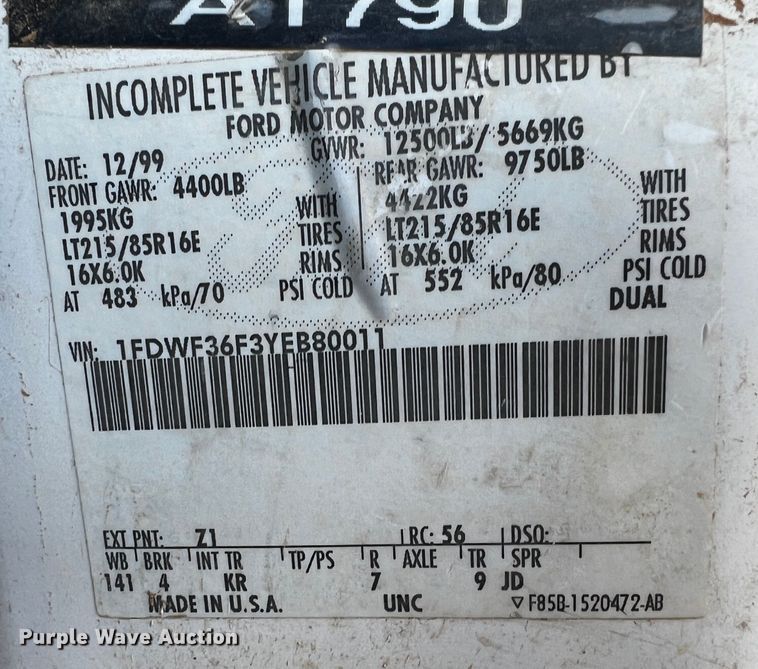 A1790
INCOMPLETE VEHICLE MANUFACTURED BY
FORD MOTOR COMPANY
DATE: 12/99 GVWR: 12500LB/ 5669KG
FRONT GAWR: 4400LB REAR GAWR: 9750LB
1995KG WITH 4422KG WITH
LT215/85R16E TIRES LT215/85R16E TIRES
16X6.0K RIMS 16X6.0K RIMS
AT 483 kPa/70 PSI COLD AT 552 kPa/80 PSI COLD
DUAL
VIN: 1FDWF36F3YEB80011
EXT PNT: Z1 RC: 56 DSO:
WB BRK INT TR TP/PS R AXLE TR SPR
141 4 KR 7 9 JD
MADE IN U.S.A. UNC ▽ F85B-1520472-AB
Purple Wave Auction